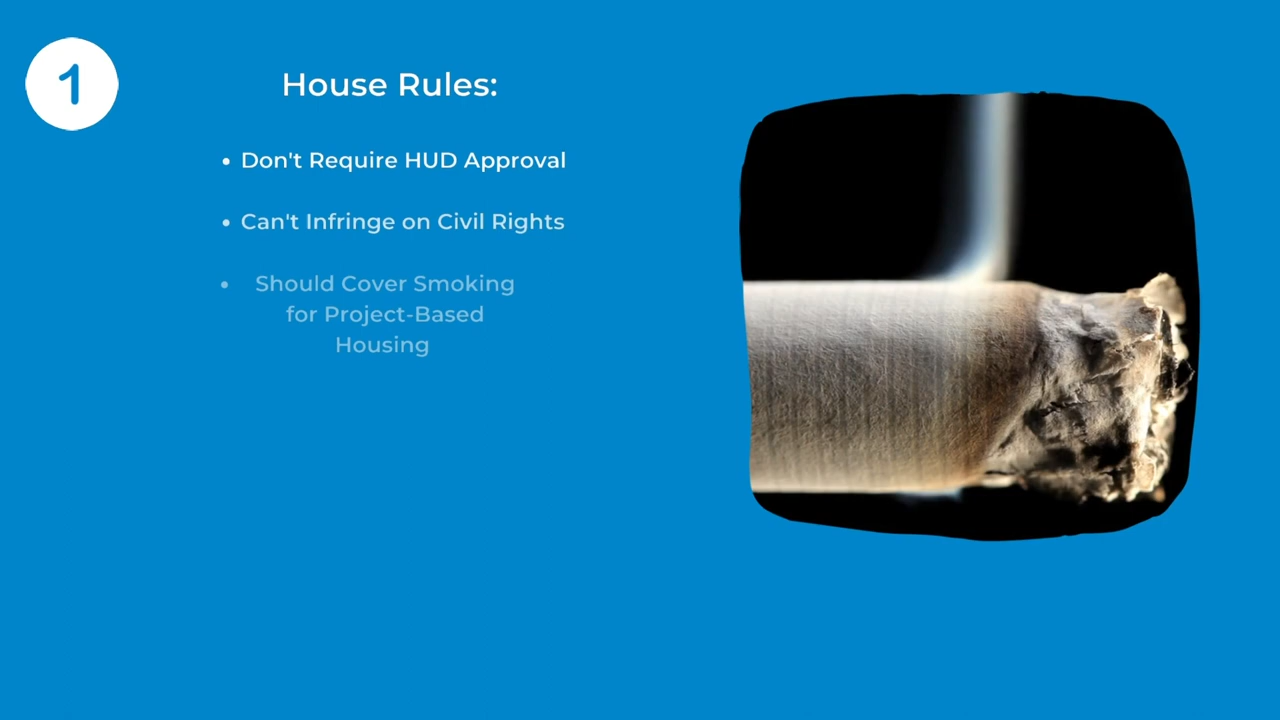 1
House Rules:
• Don't Require HUD Approval
• Can't Infringe on Civil Rights
• Should Cover Smoking
for Project-Based
Housing